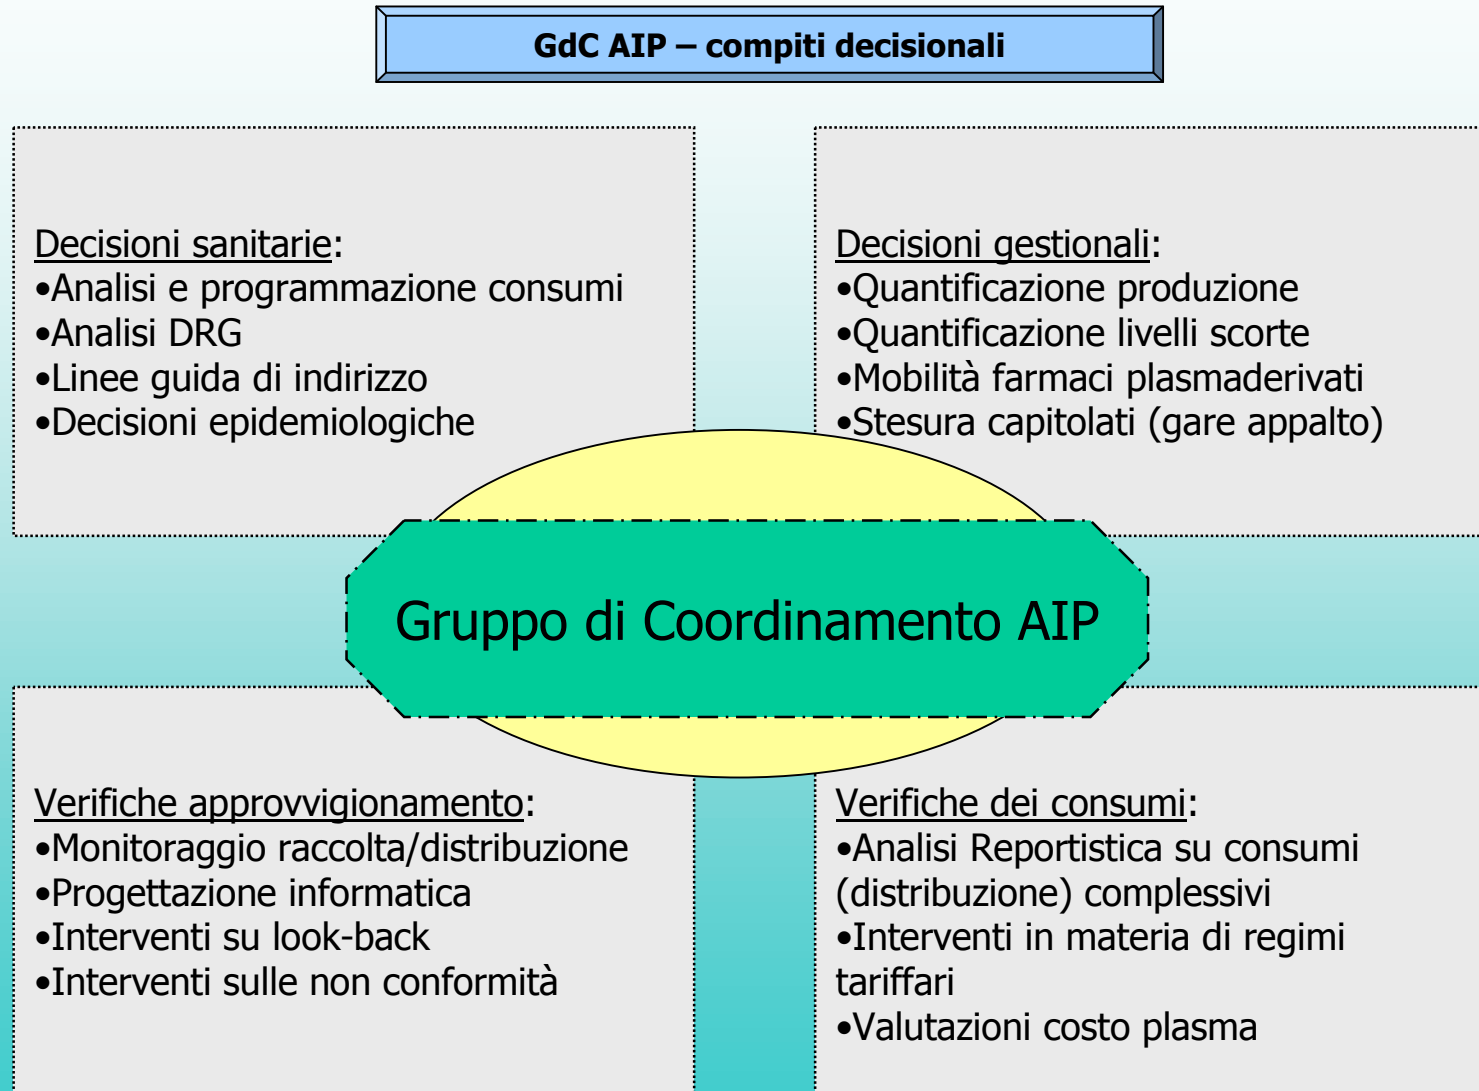 GdC AIP – compiti decisionali
Decisioni sanitarie:
•Analisi e programmazione consumi
•Analisi DRG
•Linee guida di indirizzo
•Decisioni epidemiologiche
Decisioni gestionali:
•Quantificazione produzione
•Quantificazione livelli scorte
•Mobilità farmaci plasmaderivati
•Stesura capitolati (gare appalto)
Gruppo di Coordinamento AIP
Verifiche approvvigionamento:
•Monitoraggio raccolta/distribuzione
•Progettazione informatica
•Interventi su look-back
•Interventi sulle non conformità
Verifiche dei consumi:
•Analisi Reportistica su consumi
(distribuzione) complessivi
•Interventi in materia di regimi
tariffari
•Valutazioni costo plasma